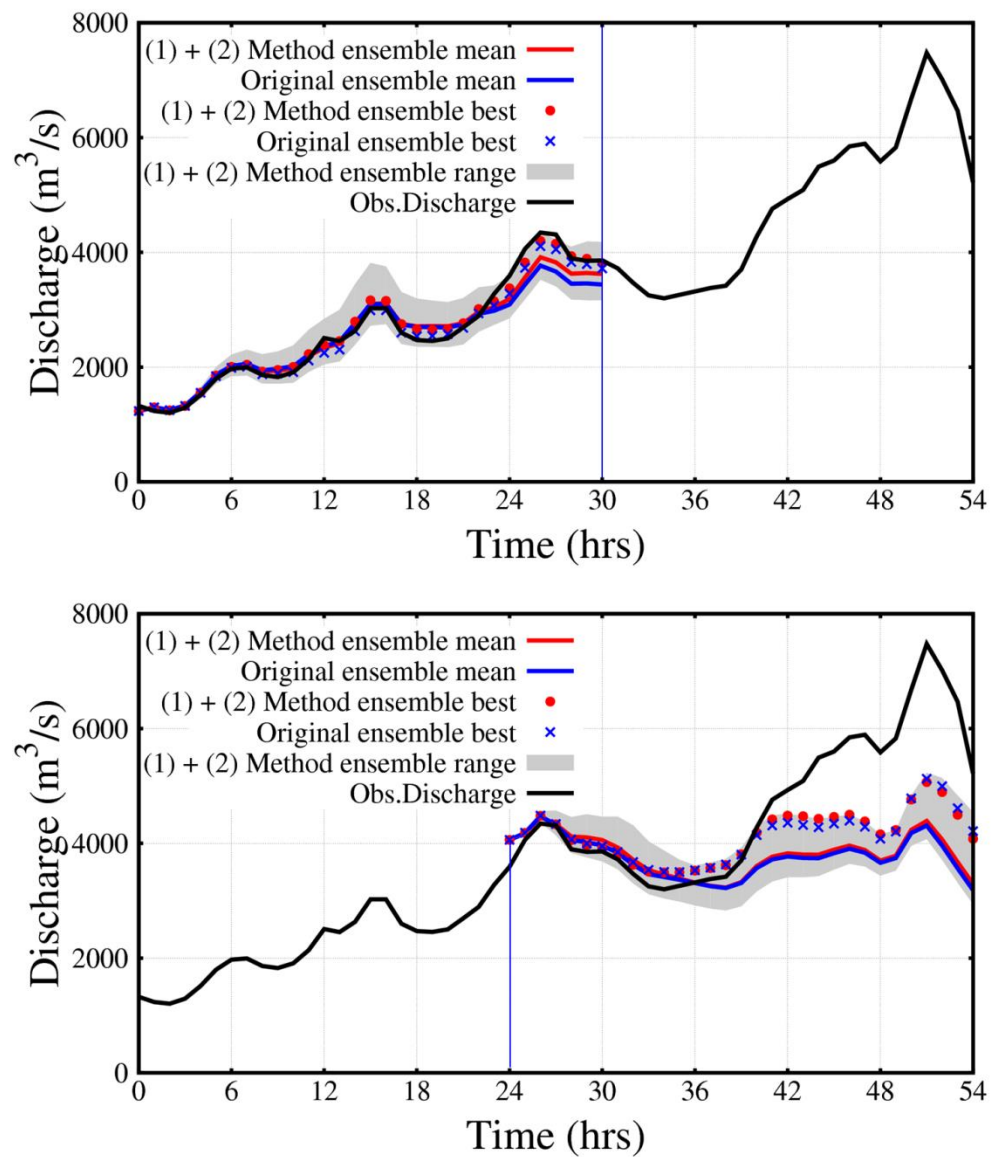 8000
6000
4000
2000
0
Discharge (m³/s)
(1) + (2) Method ensemble mean
Original ensemble mean
(1) + (2) Method ensemble best
Original ensemble best
(1) + (2) Method ensemble range
Obs.Discharge
0 6 12 18 24 30 36 42 48 54
Time (hrs)
8000
6000
4000
2000
0
Discharge (m³/s)
(1) + (2) Method ensemble mean
Original ensemble mean
(1) + (2) Method ensemble best
Original ensemble best
(1) + (2) Method ensemble range
Obs.Discharge
0 6 12 18 24 30 36 42 48 54
Time (hrs)